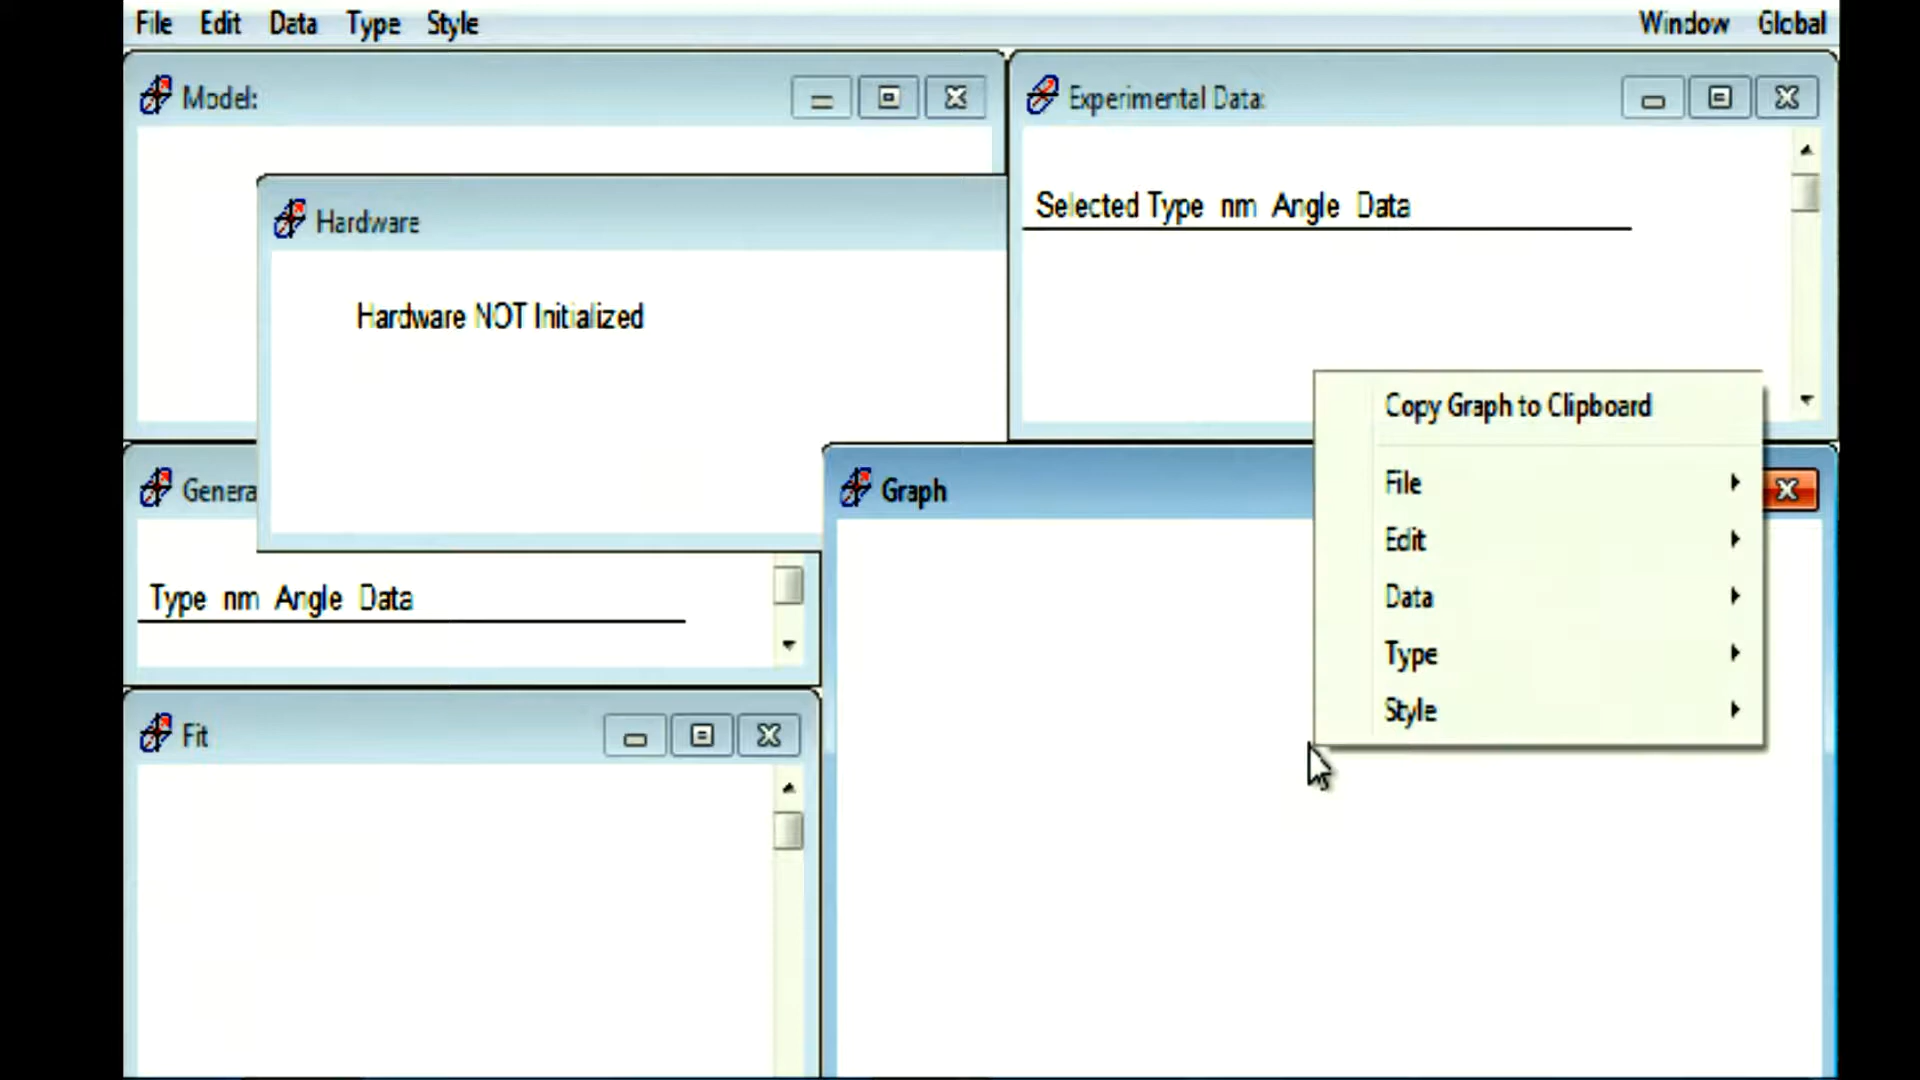 File Edit Data Type Style Window Global
Model:
Experimental Data:
Selected Type nm Angle Data
Hardware
Hardware NOT Initialized
Copy Graph to Clipboard
File
Edit
Data
Type
Style
Genera
Type nm Angle Data
Graph
Fit